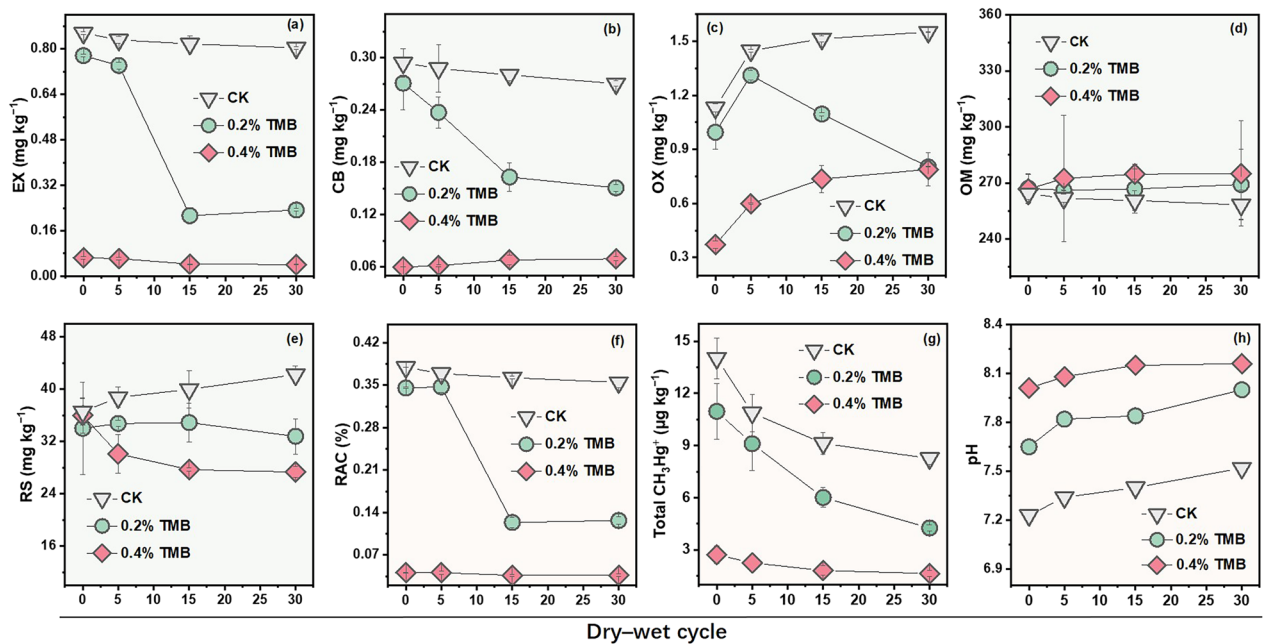 (a)
EX (mg kg⁻¹)
0.80
0.64
0.48
0.32
0.16
0.00
CK
0.2% TMB
0.4% TMB
0 5 10 15 20 25 30
(b)
CB (mg kg⁻¹)
0.30
0.24
0.18
0.12
0.06
CK
0.2% TMB
0.4% TMB
0 5 10 15 20 25 30
(c)
OX (mg kg⁻¹)
1.5
1.2
0.9
0.6
0.3
CK
0.2% TMB
0.4% TMB
0 5 10 15 20 25 30
(d)
OM (mg kg⁻¹)
360
330
300
270
240
CK
0.2% TMB
0.4% TMB
0 5 10 15 20 25 30
(e)
RS (mg kg⁻¹)
48
40
32
24
16
CK
0.2% TMB
0.4% TMB
0 5 10 15 20 25 30
(f)
RAC (%)
0.42
0.35
0.28
0.21
0.14
0.07
CK
0.2% TMB
0.4% TMB
0 5 10 15 20 25 30
(g)
Total CH₃Hg⁺ (μg kg⁻¹)
15
12
9
6
3
CK
0.2% TMB
0.4% TMB
0 5 10 15 20 25 30
(h)
pH
8.4
8.1
7.8
7.5
7.2
6.9
CK
0.2% TMB
0.4% TMB
0 5 10 15 20 25 30
Dry–wet cycle